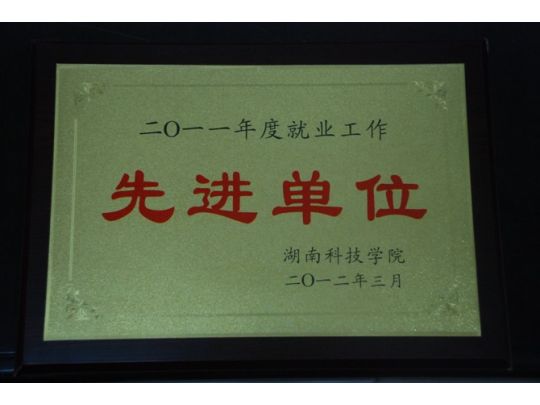 二〇一一年度就业工作
先进单位
湖南科技学院
二〇一二年三月